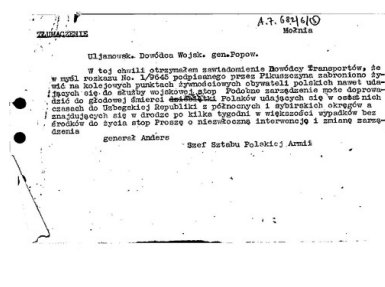 A.7. 682/6(15)
Mołnia
TŁUMACZENIE
Uljanowsk. Dowódca Wojsk. gen.Popow.
W tej chwili otrzymałem zawiadomienie Dowódcy Transportów, że
w myśl rozkazu No. 1/9645 podpisanego przez Pikuszczyna zabroniono ży-
wić na kolejowych punktach żywnościowych obywateli polskich nawet uda-
jących się do służby wojskowej stop Podobne zarządzenie może doprowa-
dzić do głodowej śmierci Polaków udających się w ostatnich
czasach do Uzbeckiej Republiki z północnych i sybirskich okręgów a
znajdujących się w drodze po kilka tygodni w większości wypadków bez
środków do życia stop Proszę o niezwłoczną interwencję i zmianę zarzą-
dzenia
generał Anders
Szef Sztabu Polskiej Armii